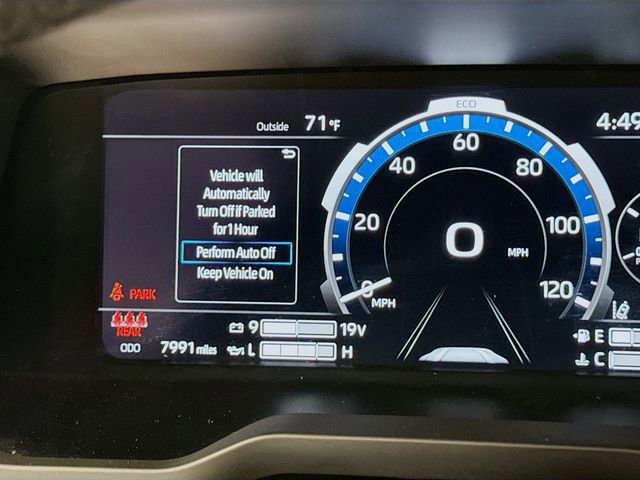 ECO
Outside 71°F
4:49
Vehicle will
Automatically
Turn Off if Parked
for 1 Hour
Perform Auto Off
Keep Vehicle On
0
20
40
60
80
100
120
MPH
0
MPH
PARK
REAR
ODO 7991 miles
9 19V
L H
E
C